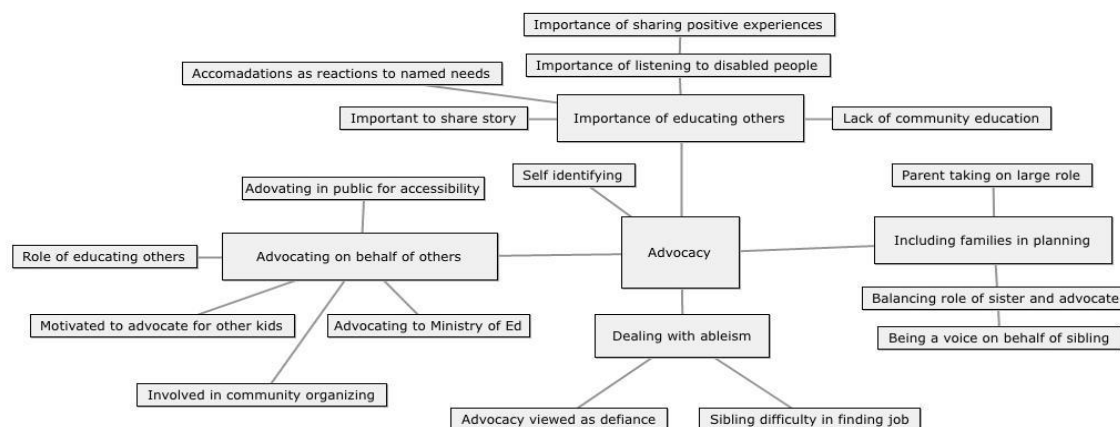 Importance of sharing positive experiences
Importance of listening to disabled people
Accomadations as reactions to named needs
Important to share story
Importance of educating others
Lack of community education
Self identifying
Parent taking on large role
Adovating in public for accessibility
Role of educating others
Advocating on behalf of others
Advocacy
Including families in planning
Balancing role of sister and advocate
Motivated to advocate for other kids
Advocating to Ministry of Ed
Dealing with ableism
Being a voice on behalf of sibling
Involved in community organizing
Advocacy viewed as defiance
Sibling difficulty in finding job